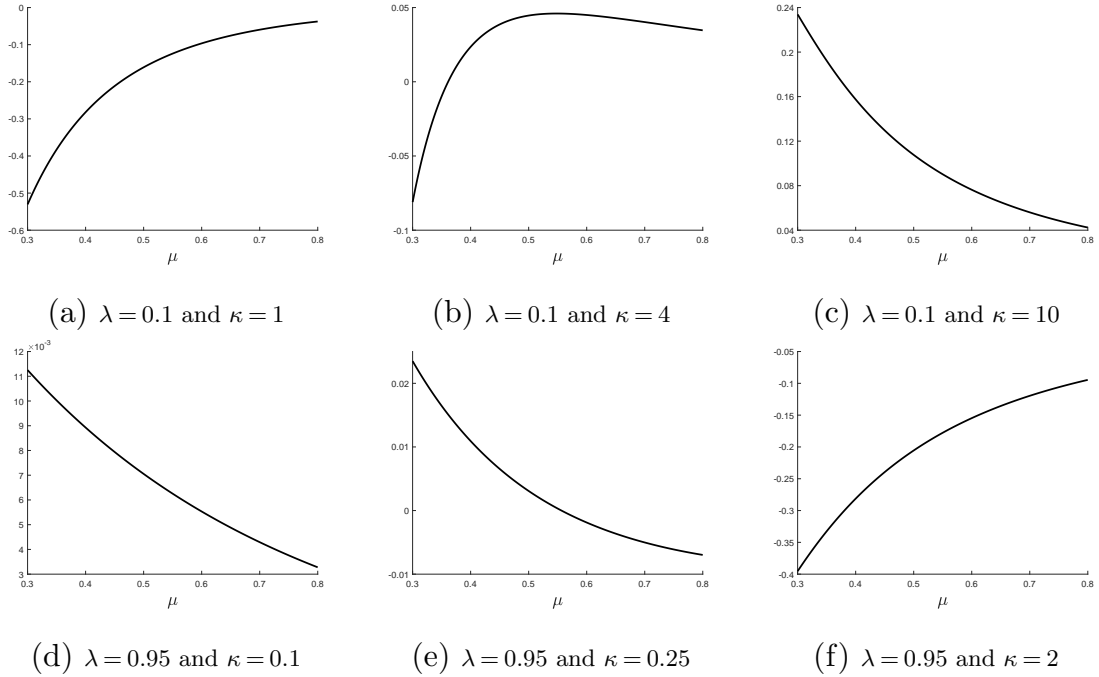 0
-0.1
-0.2
-0.3
-0.4
-0.5
-0.6
0.3 0.4 0.5 0.6 0.7 0.8
μ
(a) λ = 0.1 and κ = 1
0.05
0
-0.05
-0.1
0.3 0.4 0.5 0.6 0.7 0.8
μ
(b) λ = 0.1 and κ = 4
0.24
0.2
0.16
0.12
0.08
0.04
0.3 0.4 0.5 0.6 0.7 0.8
μ
(c) λ = 0.1 and κ = 10
×10⁻³
12
11
10
9
8
7
6
5
4
3
0.3 0.4 0.5 0.6 0.7 0.8
μ
(d) λ = 0.95 and κ = 0.1
0.02
0.01
0
-0.01
0.3 0.4 0.5 0.6 0.7 0.8
μ
(e) λ = 0.95 and κ = 0.25
-0.05
-0.1
-0.15
-0.2
-0.25
-0.3
-0.35
-0.4
0.3 0.4 0.5 0.6 0.7 0.8
μ
(f) λ = 0.95 and κ = 2